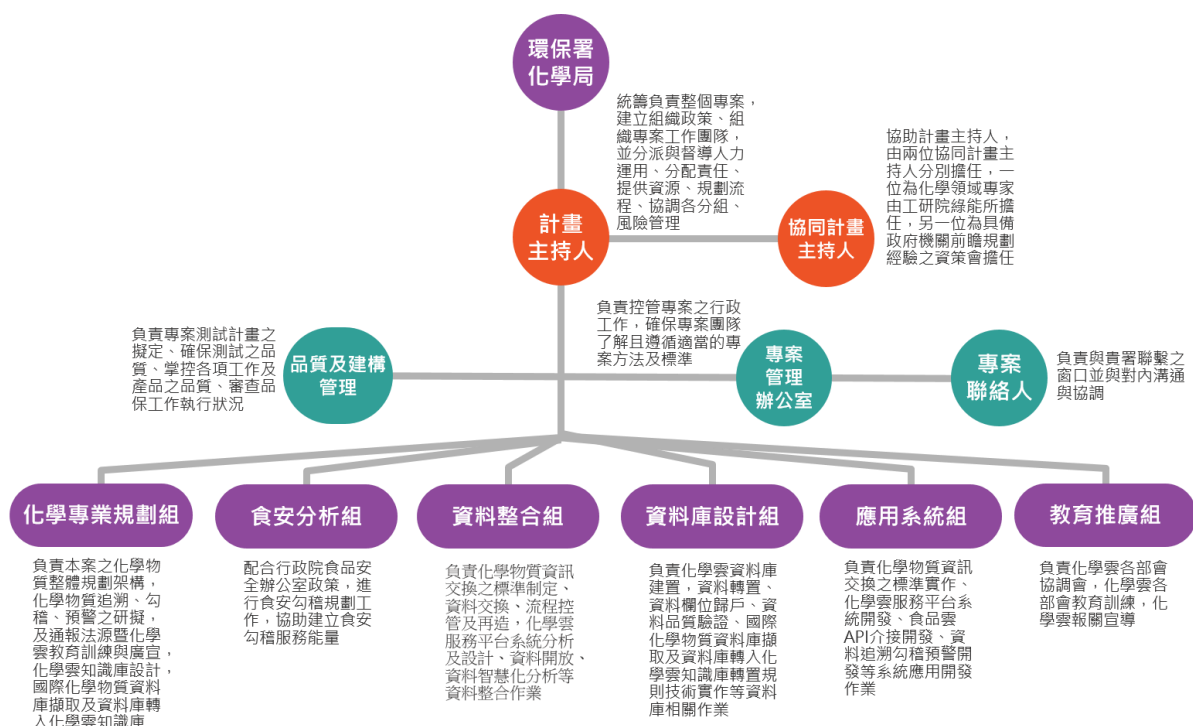 環保署
化學局
統籌負責整個專案，
建立組織政策、組
織專案工作團隊，
並分派與督導人力
運用、分配責任、
提供資源、規劃流
程、協調各分組、
風險管理
協助計畫主持人，
由兩位協同計畫主
持人分別擔任，一
位為化學領域專家
由工研院綠能所擔
任，另一位為具備
政府機關前瞻規劃
經驗之資策會擔任
計畫
主持人
協同計畫
主持人
負責專案測試計畫之
擬定、確保測試之品
質、掌控各項工作及
產品之品質、審查品
保工作執行狀況
品質及建構
管理
負責控管專案之行政
工作，確保專案團隊
了解且遵循適當的專
案方法及標準
專案
管理
辦公室
專案
聯絡人
負責與貴署聯繫之
窗口並與對內溝通
與協調
化學專業規劃組
食安分析組
資料整合組
資料庫設計組
應用系統組
教育推廣組
負責本案之化學物
質整體規劃架構，
化學物質追溯、勾
稽、預警之研擬，
及通報法源暨化學
雲教育訓練與廣宣，
化學雲知識庫設計，
國際化學物質資料
庫擷取及資料庫轉
入化學雲知識庫
配合行政院食品安
全辦公室政策，進
行食安勾稽規劃工
作，協助建立食安
勾稽服務能量
負責化學物質資訊
交換之標準制定、
資料交換、流程控
管及再造，化學雲
服務平台系統分析
及設計、資料開放、
資料智慧化分析等
資料整合作業
負責化學雲資料庫
建置，資料轉置、
資料欄位歸戶、資
料品質驗證、國際
化學物質資料庫擷
取及資料庫轉入化
學雲知識庫轉置規
則技術實作等資料
庫相關作業
負責化學物質資訊
交換之標準實作、
化學雲服務平台系
統開發、食品雲
API介接開發、資
料追溯勾稽預警開
發等系統應用開發
作業
負責化學雲各部會
協調會，化學雲各
部會教育訓練，化
學雲報關宣導